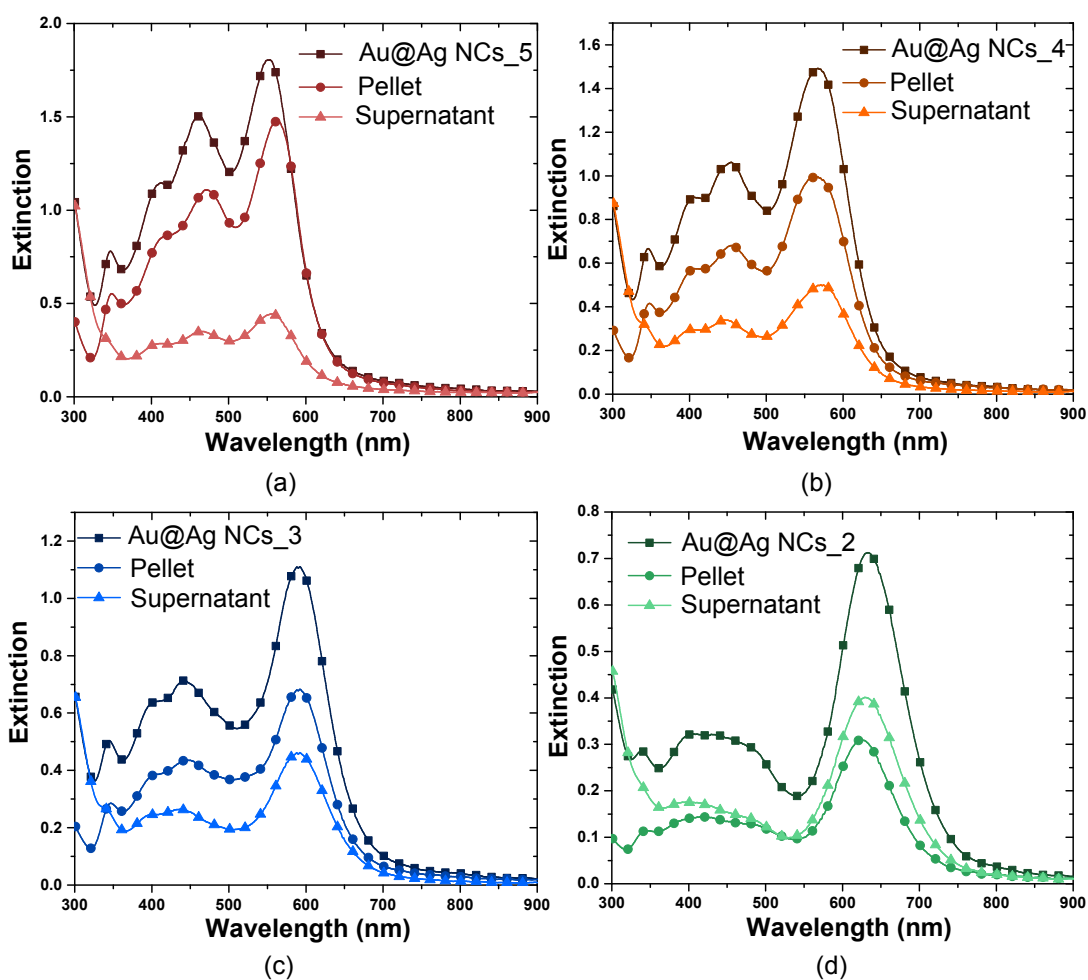 2.0
1.5
1.0
0.5
0.0
Extinction
Au@Ag NCs_5
Pellet
Supernatant
300 400 500 600 700 800 900
Wavelength (nm)
(a)
1.6
1.4
1.2
1.0
0.8
0.6
0.4
0.2
0.0
Extinction
Au@Ag NCs_4
Pellet
Supernatant
300 400 500 600 700 800 900
Wavelength (nm)
(b)
1.2
1.0
0.8
0.6
0.4
0.2
0.0
Extinction
Au@Ag NCs_3
Pellet
Supernatant
300 400 500 600 700 800 900
Wavelength (nm)
(c)
0.8
0.7
0.6
0.5
0.4
0.3
0.2
0.1
0.0
Extinction
Au@Ag NCs_2
Pellet
Supernatant
300 400 500 600 700 800 900
Wavelength (nm)
(d)